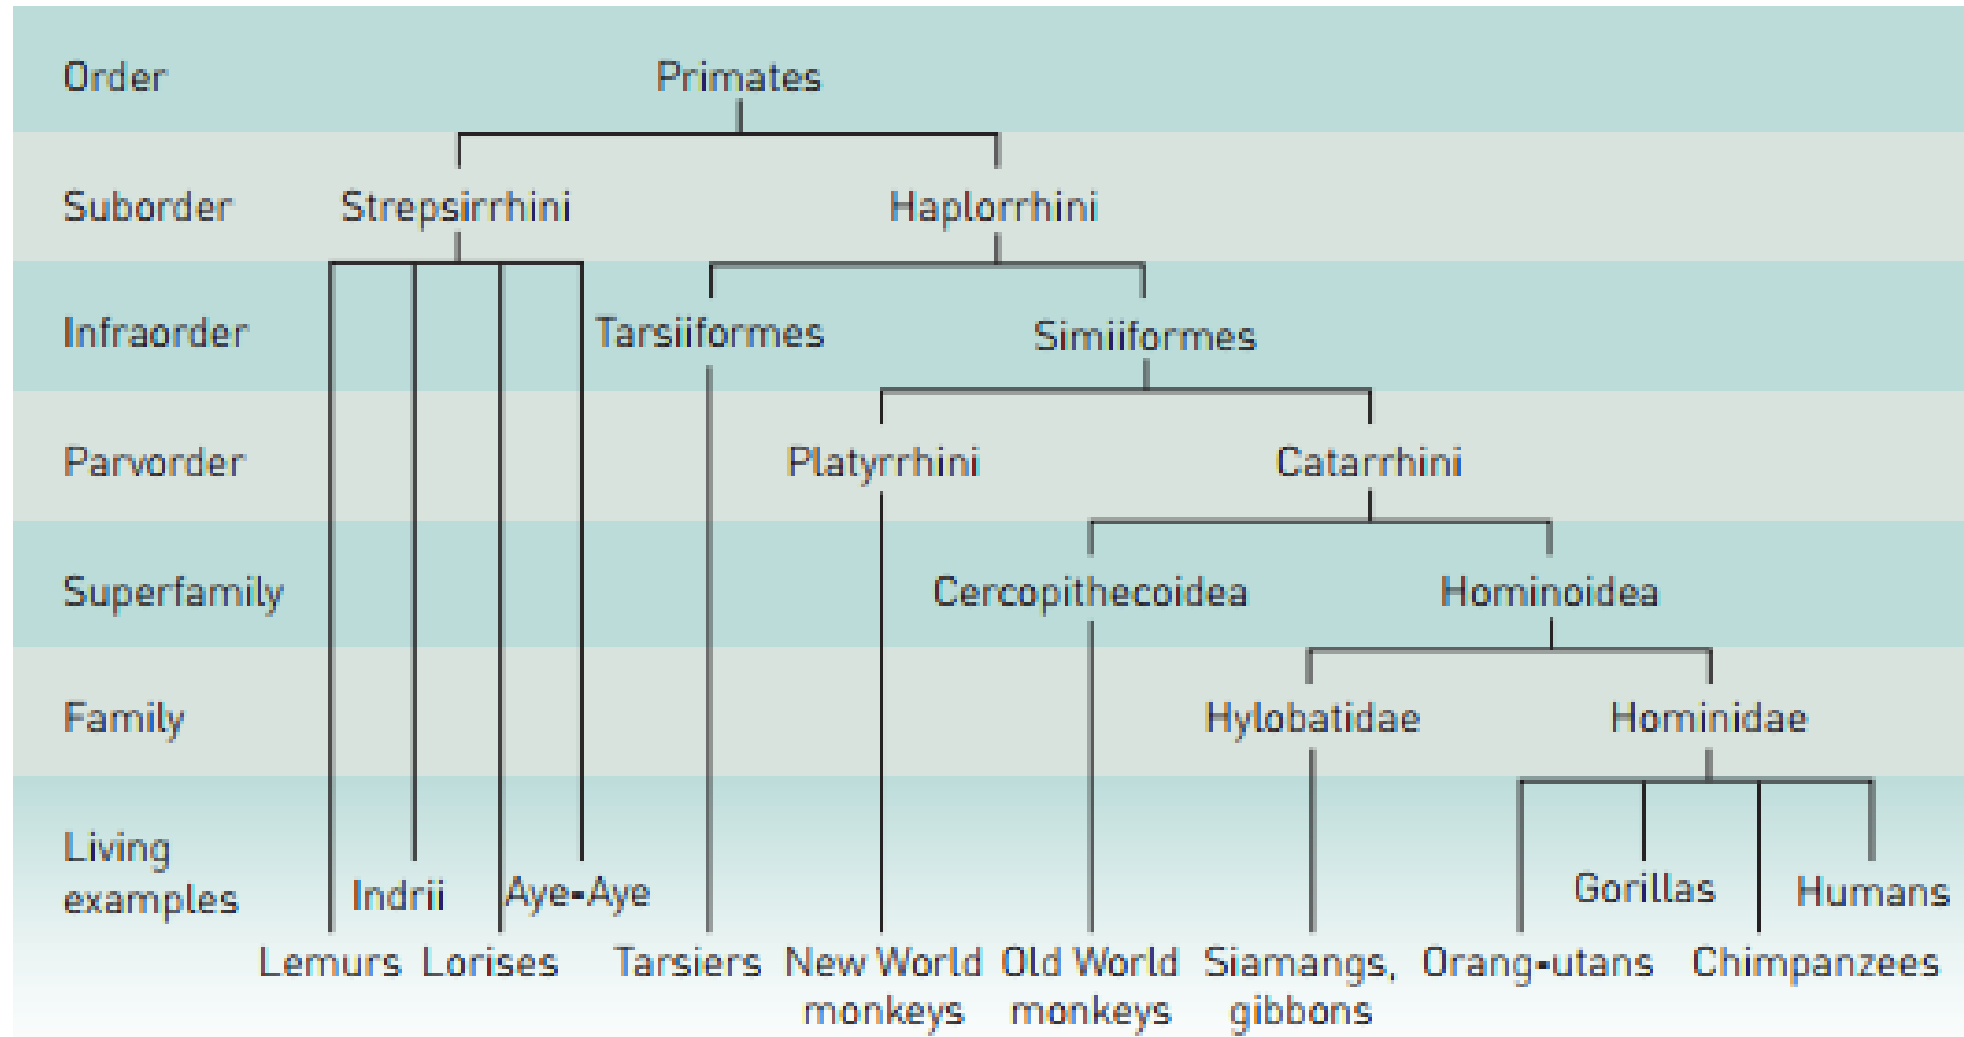 Order
Primates
Suborder
Strepsirrhini
Haplorrhini
Infraorder
Tarsiiformes
Simiiformes
Parvorder
Platyrrhini
Catarrhini
Superfamily
Cercopithecoidea
Hominoidea
Family
Hylobatidae
Hominidae
Living
examples
Indrii
Aye-Aye
Gorillas
Humans
Lemurs
Lorises
Tarsiers
New World
monkeys
Old World
monkeys
Siamangs,
gibbons
Orang-utans
Chimpanzees